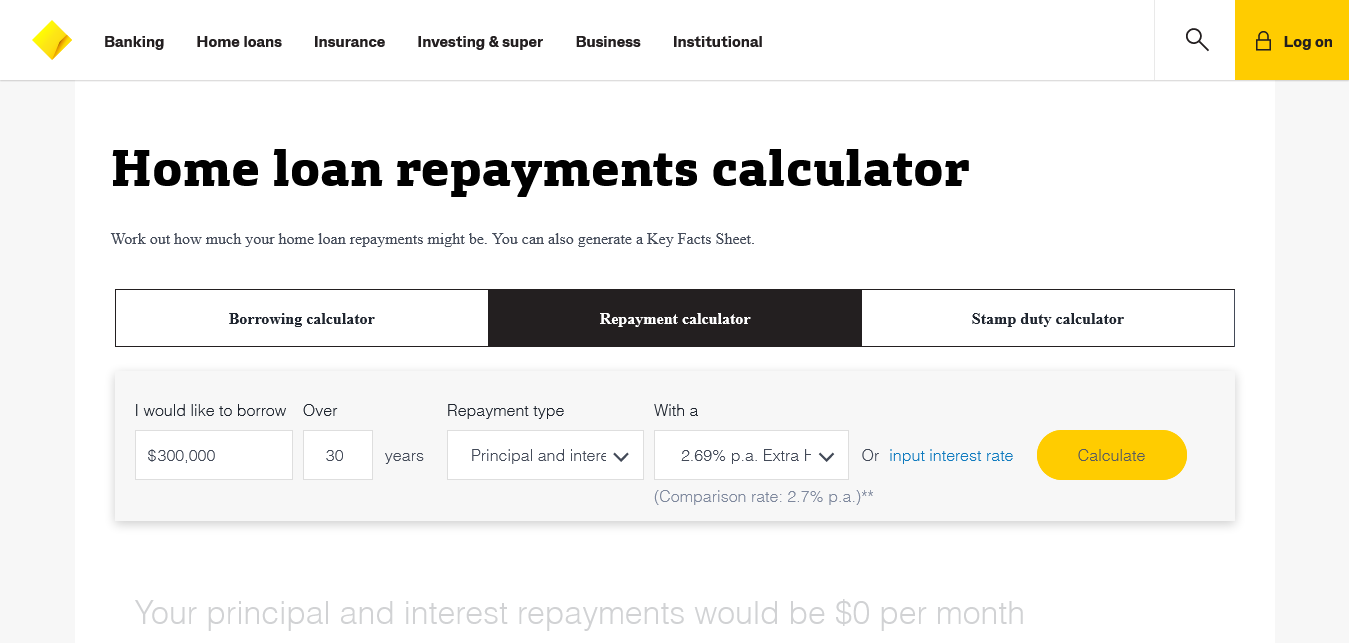 Banking Home loans Insurance Investing & super Business Institutional Log on
Home loan repayments calculator
Work out how much your home loan repayments might be. You can also generate a Key Facts Sheet.
Borrowing calculator Repayment calculator Stamp duty calculator
I would like to borrow Over Repayment type With a
$300,000 30 years Principal and intere 2.69% p.a. Extra H Or input interest rate Calculate
(Comparison rate: 2.7% p.a.)**
Your principal and interest repayments would be $0 per month